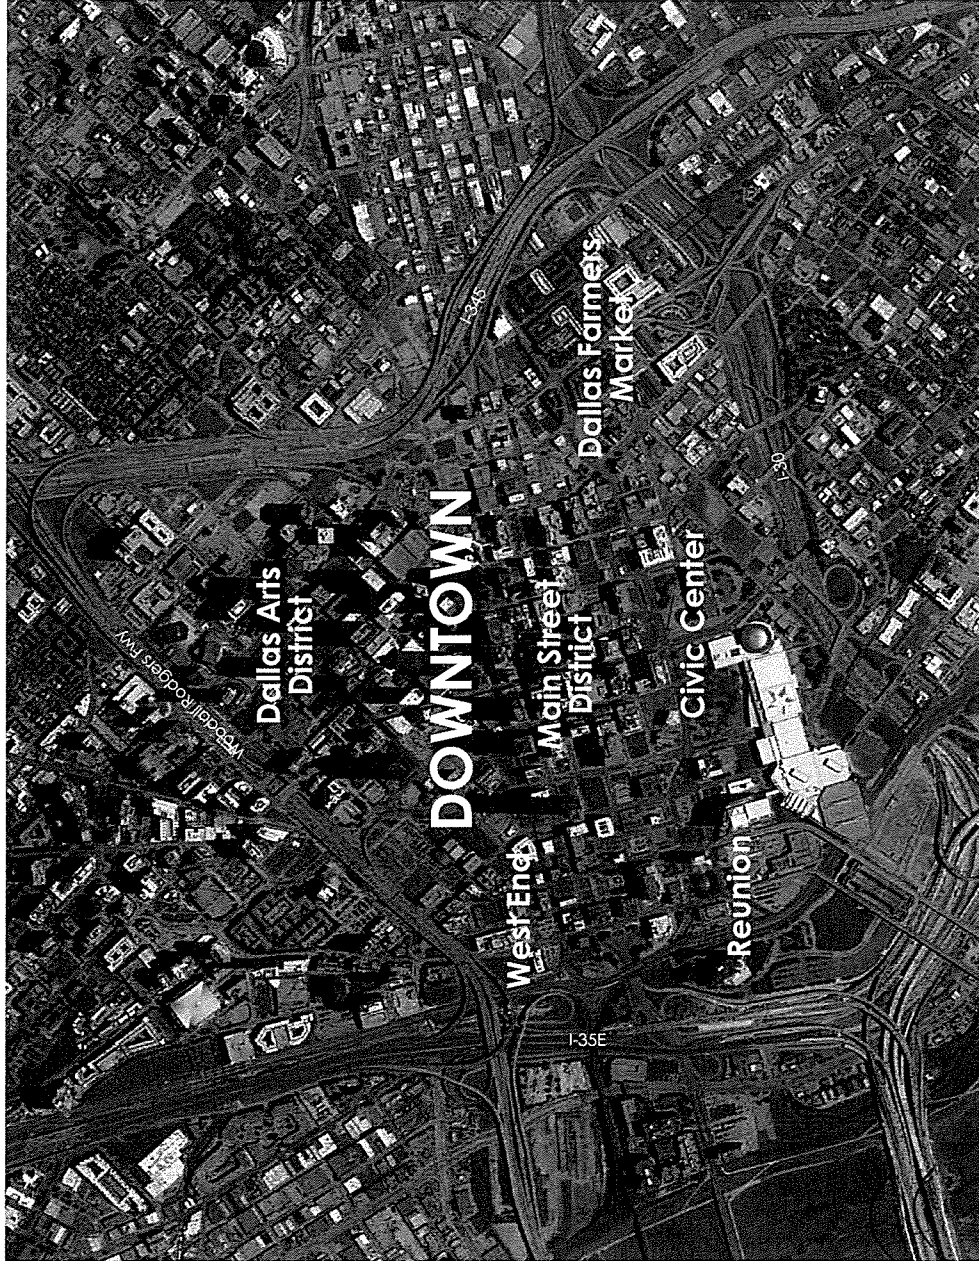 Woodall Rodgers Fwy
Dallas Arts
District
I-345
DOWNTOWN
West End
Main Street
District
Dallas Farmers
Market
I-35E
Civic Center
Reunion
I-30